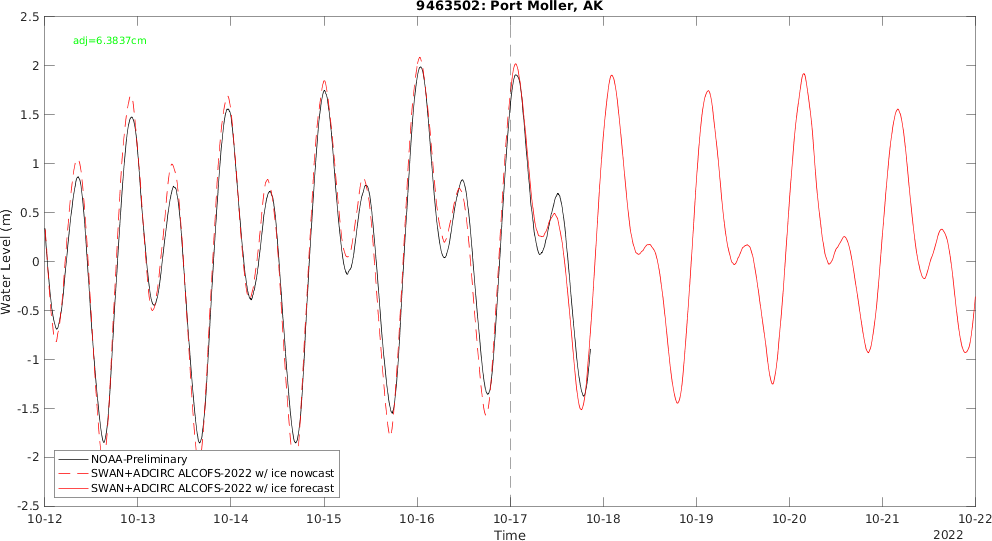 9463502: Port Moller, AK
adj=6.3837cm
2.5
2
1.5
1
0.5
0
-0.5
-1
-1.5
-2
-2.5
Water Level (m)
NOAA-Preliminary
SWAN+ADCIRC ALCOFS-2022 w/ ice nowcast
SWAN+ADCIRC ALCOFS-2022 w/ ice forecast
10-12 10-13 10-14 10-15 10-16 10-17 10-18 10-19 10-20 10-21 10-22
Time
2022